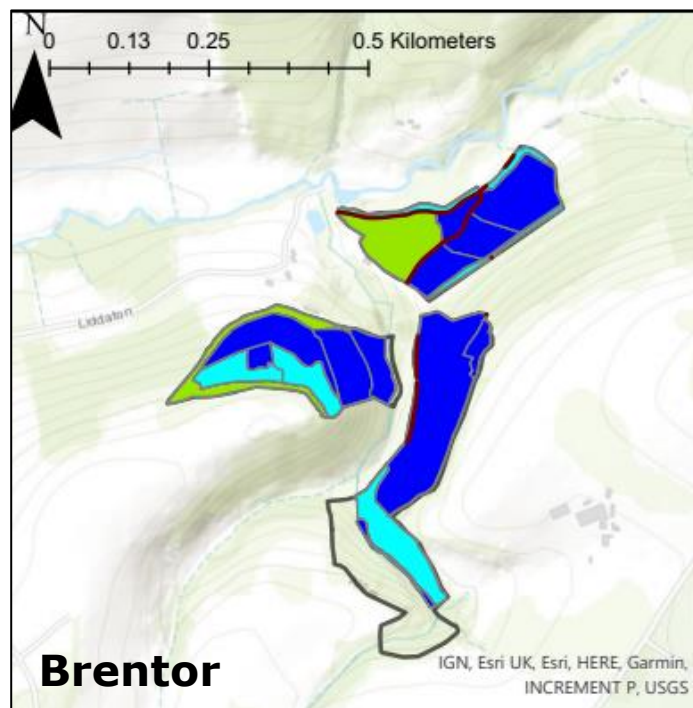 N
0 0.13 0.25 0.5 Kilometers
Liddaton
Brentor
IGN, Esri UK, Esri, HERE, Garmin,
INCREMENT P, USGS